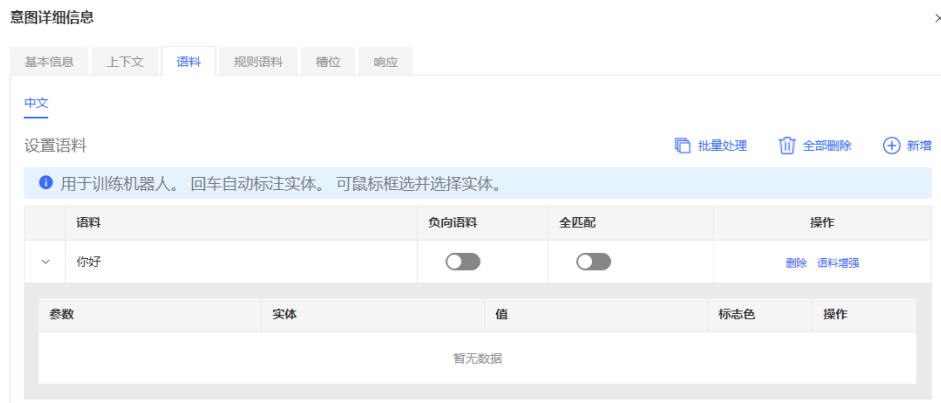 意图详细信息
基本信息 上下文 语料 规则语料 槽位 响应
中文
设置语料 批量处理 全部删除 新增
用于训练机器人。 回车自动标注实体。 可鼠标框选并选择实体。
语料 负向语料 全匹配 操作
你好 删除 语料增强
参数 实体 值 标志色 操作
暂无数据